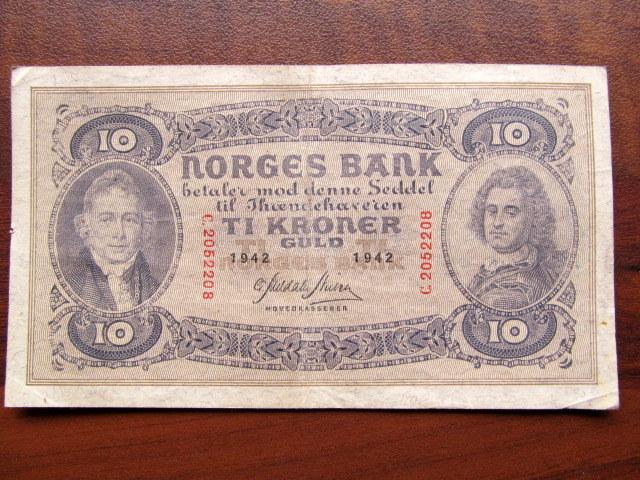 10 10
NORGES BANK
betaler mod denne Seddel
til Ihændehaveren
TI KRONER
GULD
1942 1942
C.2052208 C.2052208
HOVEDKASSERER
10 10